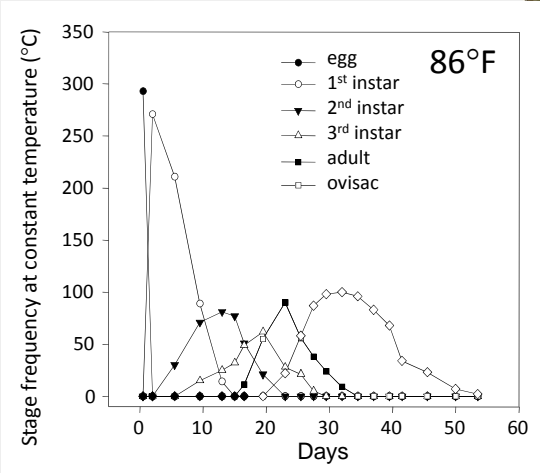 86°F
egg
1st instar
2nd instar
3rd instar
adult
ovisac
Stage frequency at constant temperature (°C)
350
300
250
200
150
100
50
0
0 10 20 30 40 50 60
Days